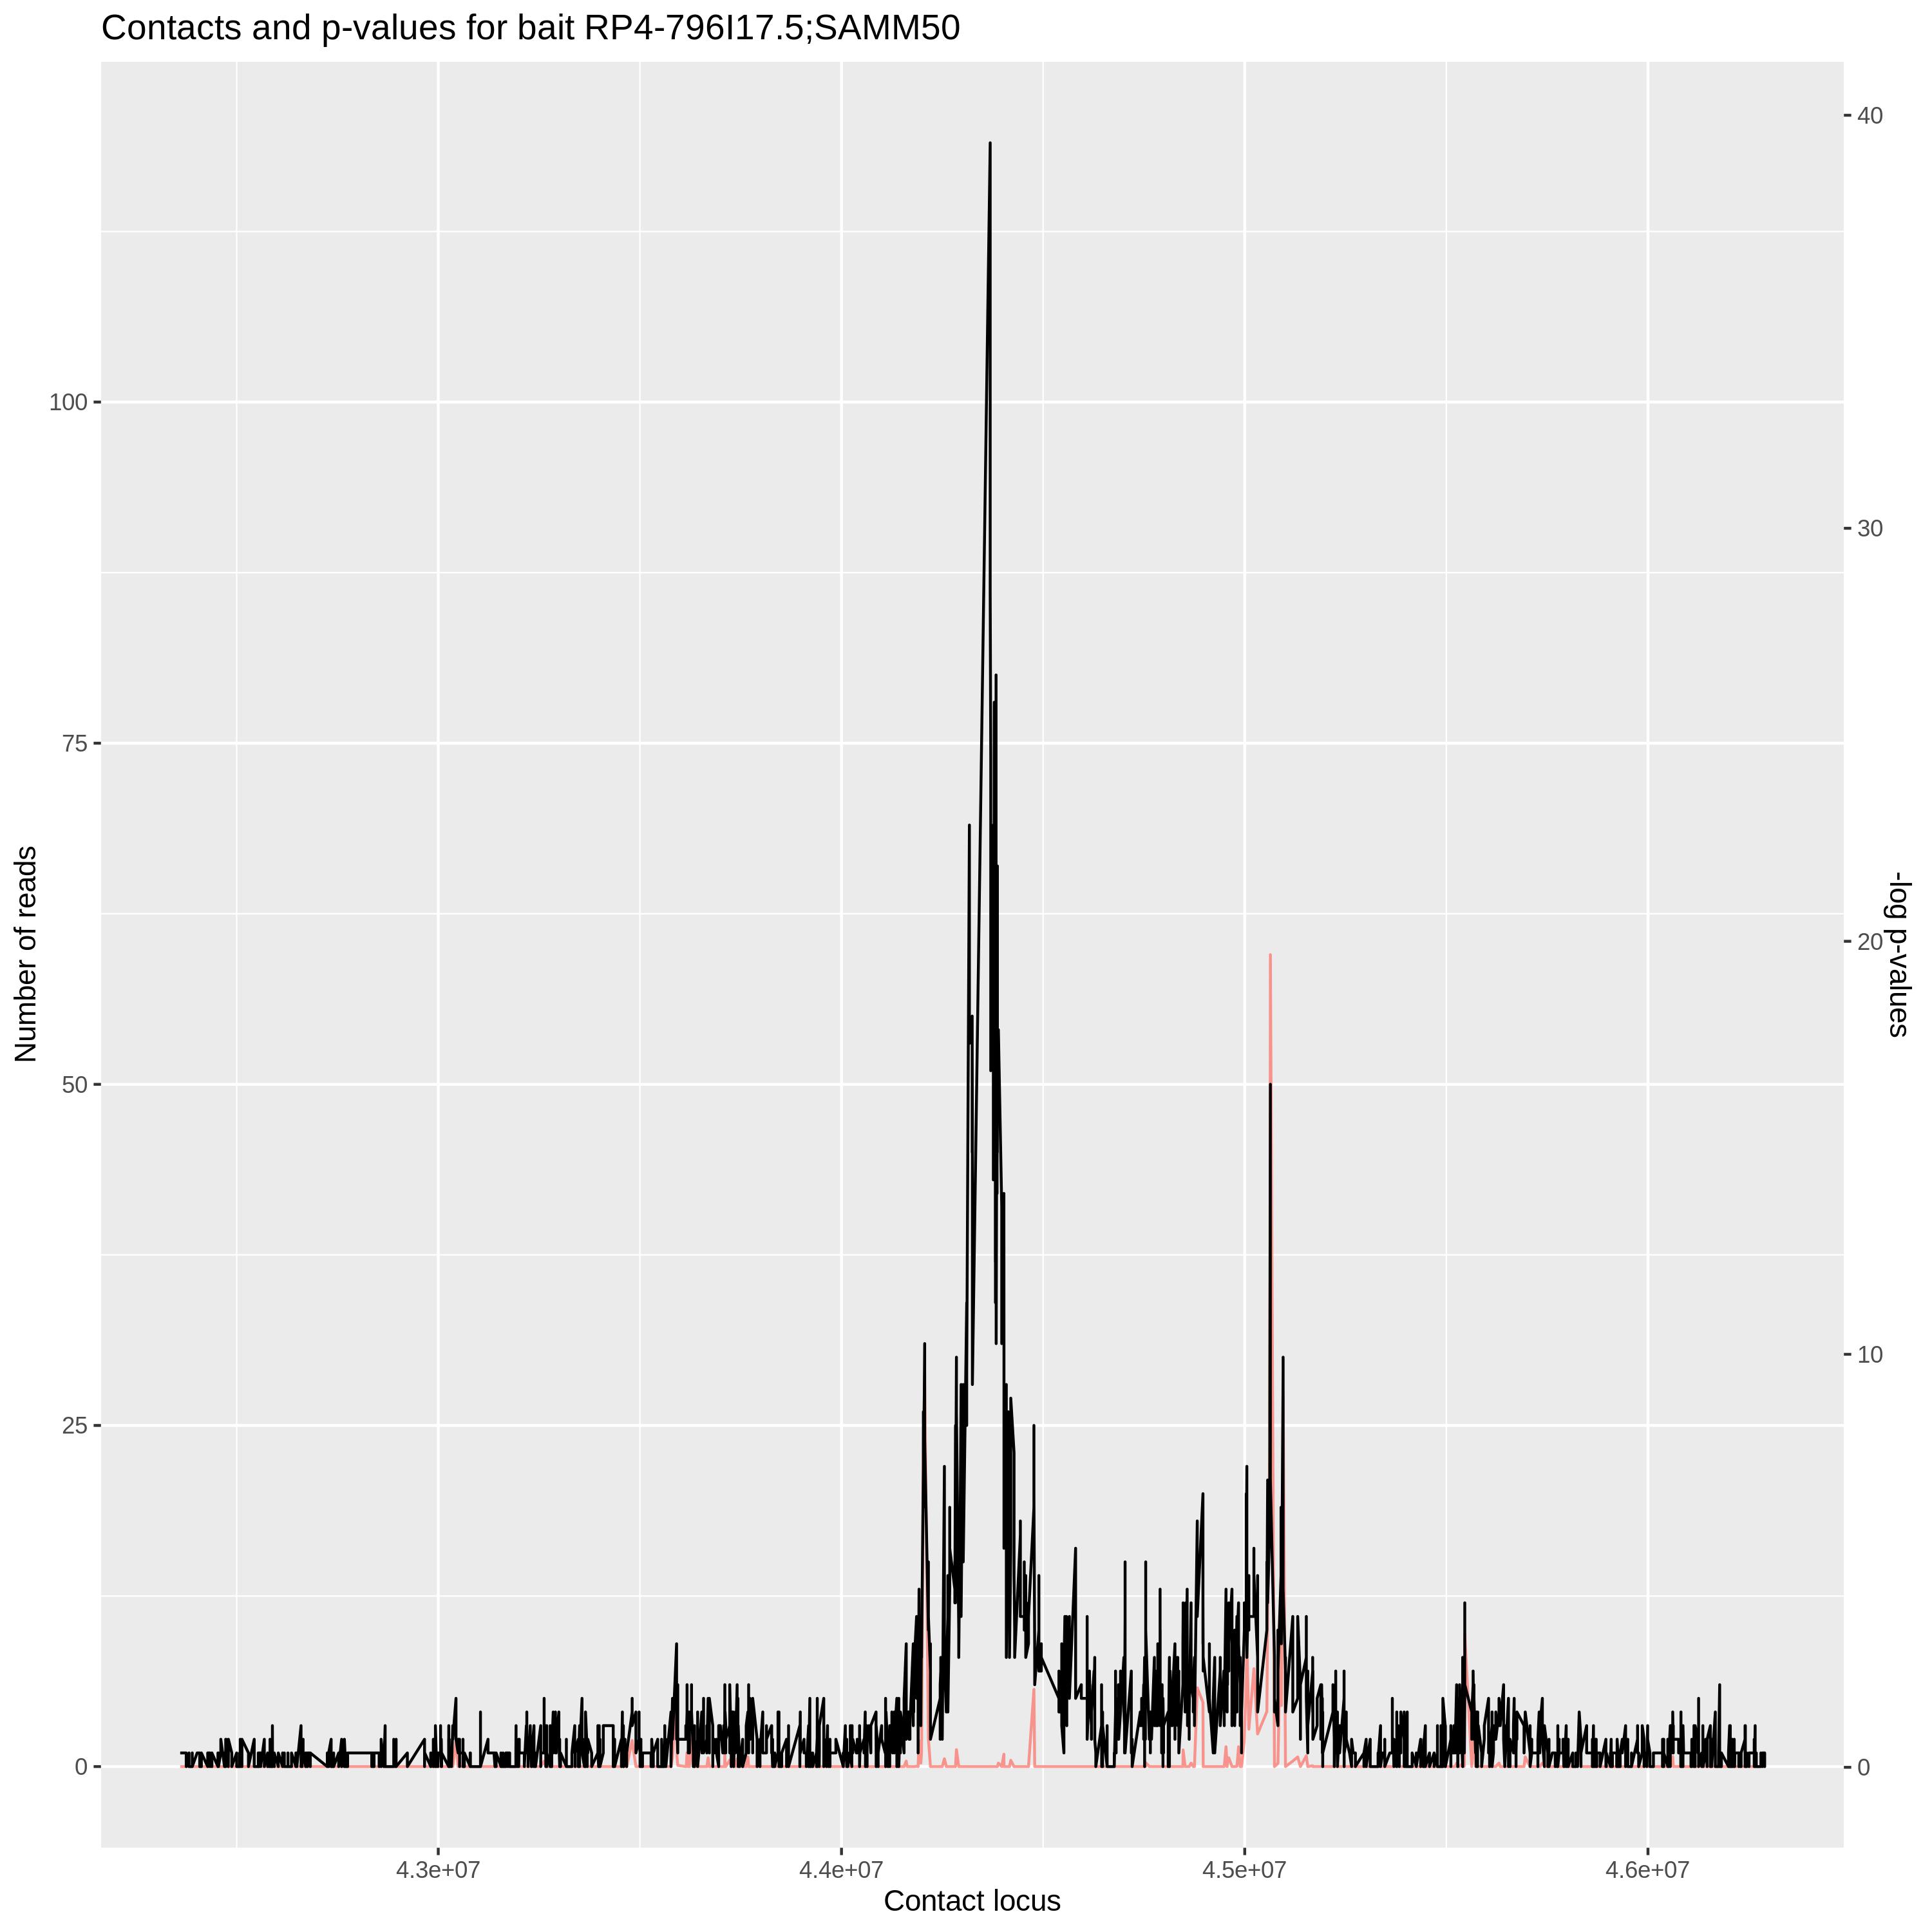 Contacts and p-values for bait RP4-796I17.5;SAMM50
Number of reads
100
75
50
25
0
40
30
20
10
0
-log p-values
4.3e+07 4.4e+07 4.5e+07 4.6e+07
Contact locus